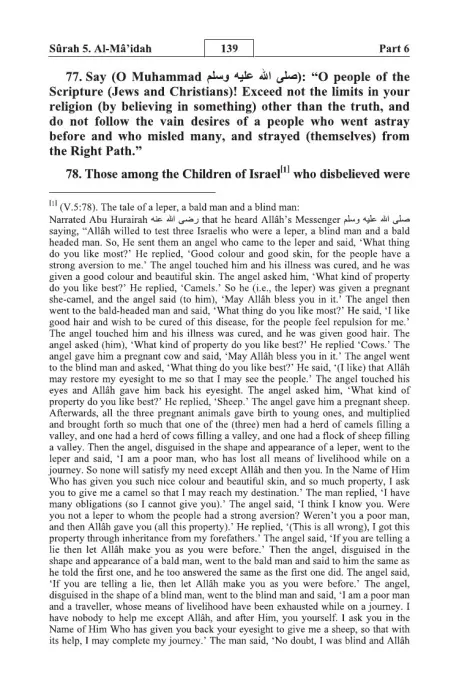 Sûrah 5. Al-Mâ’idah 139 Part 6
77. Say (O Muhammad صلى الله عليه وسلم): “O people of the
Scripture (Jews and Christians)! Exceed not the limits in your
religion (by believing in something) other than the truth, and
do not follow the vain desires of a people who went astray
before and who misled many, and strayed (themselves) from
the Right Path.”
78. Those among the Children of Israel[1] who disbelieved were
[1] (V.5:78). The tale of a leper, a bald man and a blind man:
Narrated Abu Hurairah رضى الله عنه that he heard Allâh’s Messenger صلى الله عليه وسلم
saying, “Allâh willed to test three Israelis who were a leper, a blind man and a bald
headed man. So, He sent them an angel who came to the leper and said, ‘What thing
do you like most?’ He replied, ‘Good colour and good skin, for the people have a
strong aversion to me.’ The angel touched him and his illness was cured, and he was
given a good colour and beautiful skin. The angel asked him, ‘What kind of property
do you like best?’ He replied, ‘Camels.’ So he (i.e., the leper) was given a pregnant
she-camel, and the angel said (to him), ‘May Allâh bless you in it.’ The angel then
went to the bald-headed man and said, ‘What thing do you like most?’ He said, ‘I like
good hair and wish to be cured of this disease, for the people feel repulsion for me.’
The angel touched him and his illness was cured, and he was given good hair. The
angel asked (him), ‘What kind of property do you like best?’ He replied ‘Cows.’ The
angel gave him a pregnant cow and said, ‘May Allâh bless you in it.’ The angel went
to the blind man and asked, ‘What thing do you like best?’ He said, ‘(I like) that Allâh
may restore my eyesight to me so that I may see the people.’ The angel touched his
eyes and Allâh gave him back his eyesight. The angel asked him, ‘What kind of
property do you like best?’ He replied, ‘Sheep.’ The angel gave him a pregnant sheep.
Afterwards, all the three pregnant animals gave birth to young ones, and multiplied
and brought forth so much that one of the (three) men had a herd of camels filling a
valley, and one had a herd of cows filling a valley, and one had a flock of sheep filling
a valley. Then the angel, disguised in the shape and appearance of a leper, went to the
leper and said, ‘I am a poor man, who has lost all means of livelihood while on a
journey. So none will satisfy my need except Allâh and then you. In the Name of Him
Who has given you such nice colour and beautiful skin, and so much property, I ask
you to give me a camel so that I may reach my destination.’ The man replied, ‘I have
many obligations (so I cannot give you).’ The angel said, ‘I think I know you. Were
you not a leper to whom the people had a strong aversion? Weren’t you a poor man,
and then Allâh gave you (all this property).’ He replied, ‘(This is all wrong), I got this
property through inheritance from my forefathers.’ The angel said, ‘If you are telling a
lie then let Allâh make you as you were before.’ Then the angel, disguised in the
shape and appearance of a bald man, went to the bald man and said to him the same as
he told the first one, and he too answered the same as the first one did. The angel said,
‘If you are telling a lie, then let Allâh make you as you were before.’ The angel,
disguised in the shape of a blind man, went to the blind man and said, ‘I am a poor man
and a traveller, whose means of livelihood have been exhausted while on a journey. I
have nobody to help me except Allâh, and after Him, you yourself. I ask you in the
Name of Him Who has given you back your eyesight to give me a sheep, so that with
its help, I may complete my journey.’ The man said, ‘No doubt, I was blind and Allâh